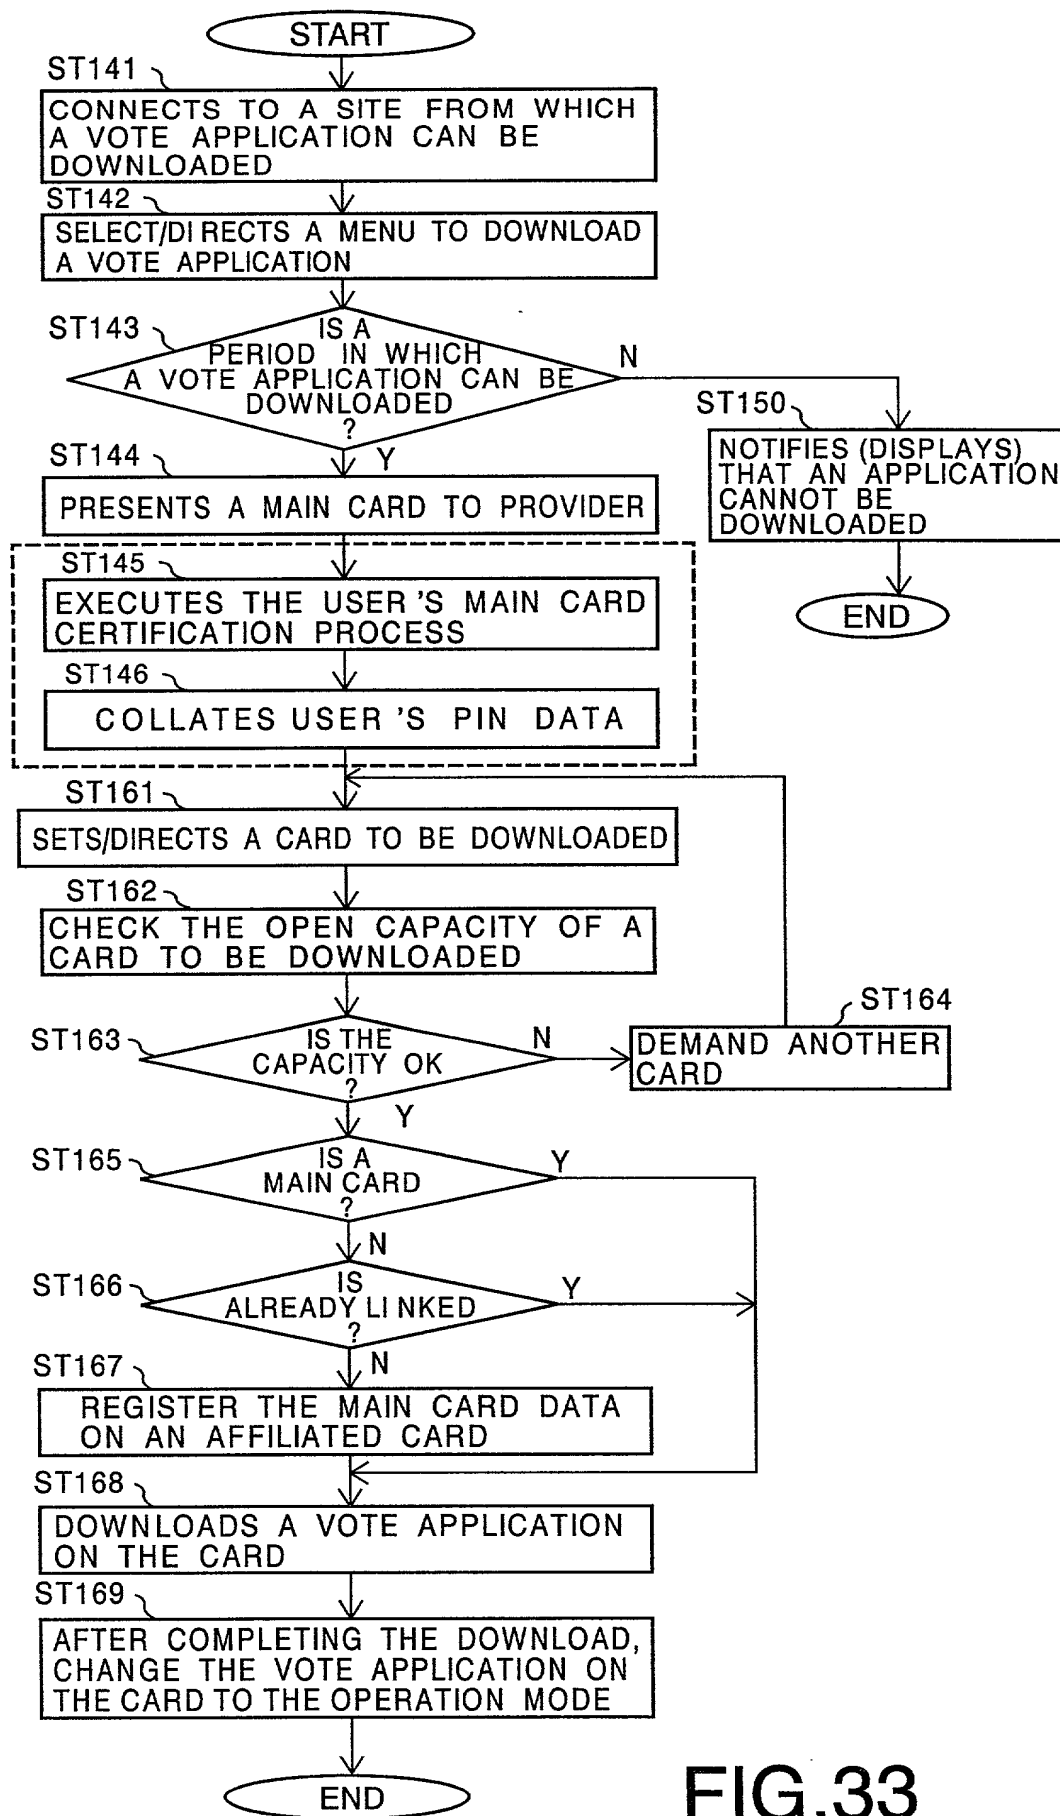 START
ST141
CONNECTS TO A SITE FROM WHICH
A VOTE APPLICATION CAN BE
DOWNLOADED
ST142
SELECT/DIRECTS A MENU TO DOWNLOAD
A VOTE APPLICATION
ST143
IS A
PERIOD IN WHICH
A VOTE APPLICATION CAN BE
DOWNLOADED
?
N
Y
ST150
NOTIFIES (DISPLAYS)
THAT AN APPLICATION
CANNOT BE
DOWNLOADED
END
ST144
PRESENTS A MAIN CARD TO PROVIDER
ST145
EXECUTES THE USER'S MAIN CARD
CERTIFICATION PROCESS
ST146
COLLATES USER'S PIN DATA
ST161
SETS/DIRECTS A CARD TO BE DOWNLOADED
ST162
CHECK THE OPEN CAPACITY OF A
CARD TO BE DOWNLOADED
ST163
IS THE
CAPACITY OK
?
N
Y
ST164
DEMAND ANOTHER
CARD
ST165
IS A
MAIN CARD
?
Y
N
ST166
IS
ALREADY LINKED
?
Y
N
ST167
REGISTER THE MAIN CARD DATA
ON AN AFFILIATED CARD
ST168
DOWNLOADS A VOTE APPLICATION
ON THE CARD
ST169
AFTER COMPLETING THE DOWNLOAD,
CHANGE THE VOTE APPLICATION ON
THE CARD TO THE OPERATION MODE
END
FIG.33